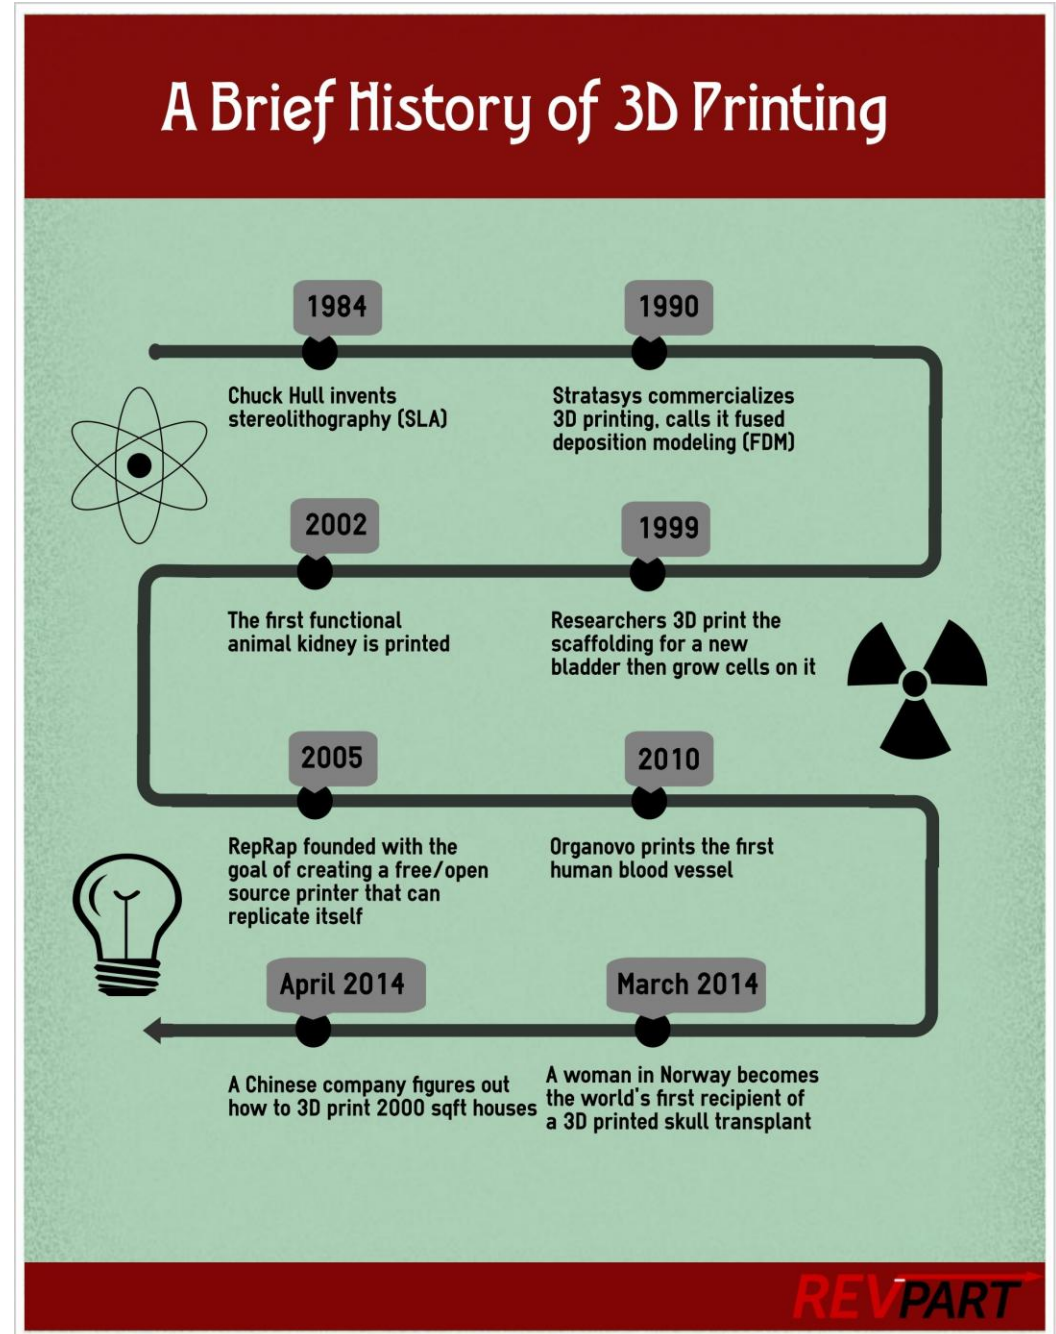 A Brief History of 3D Printing
1984
Chuck Hull invents
stereolithography (SLA)
1990
Stratasys commercializes
3D printing, calls it fused
deposition modeling (FDM)
1999
Researchers 3D print the
scaffolding for a new
bladder then grow cells on it
2002
The first functional
animal kidney is printed
2005
RepRap founded with the
goal of creating a free/open
source printer that can
replicate itself
2010
Organovo prints the first
human blood vessel
March 2014
A woman in Norway becomes
the world's first recipient of
a 3D printed skull transplant
April 2014
A Chinese company figures out
how to 3D print 2000 sqft houses
REVPART